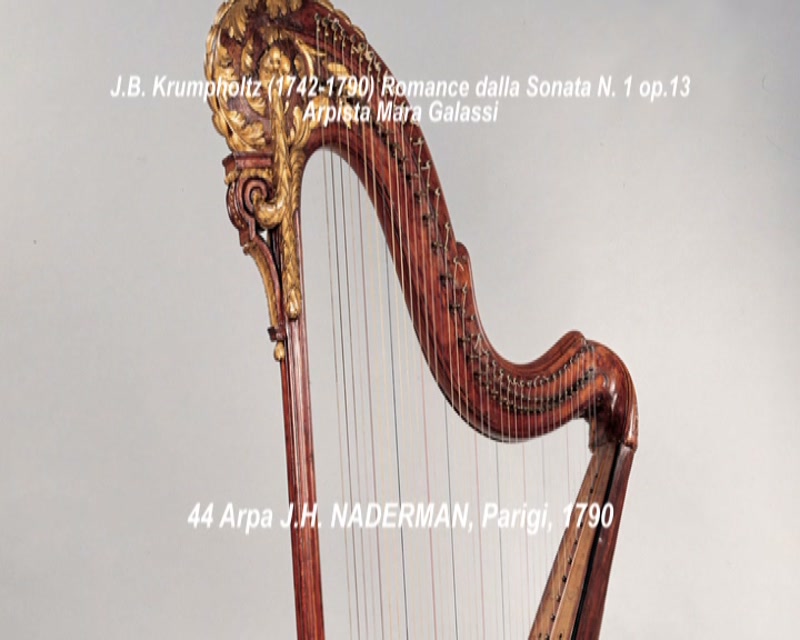 J.B. Krumpholtz (1742-1790) Romance dalla Sonata N. 1 op.13
Arpista Mara Galassi
44 Arpa J.H. NADERMAN, Parigi, 1790